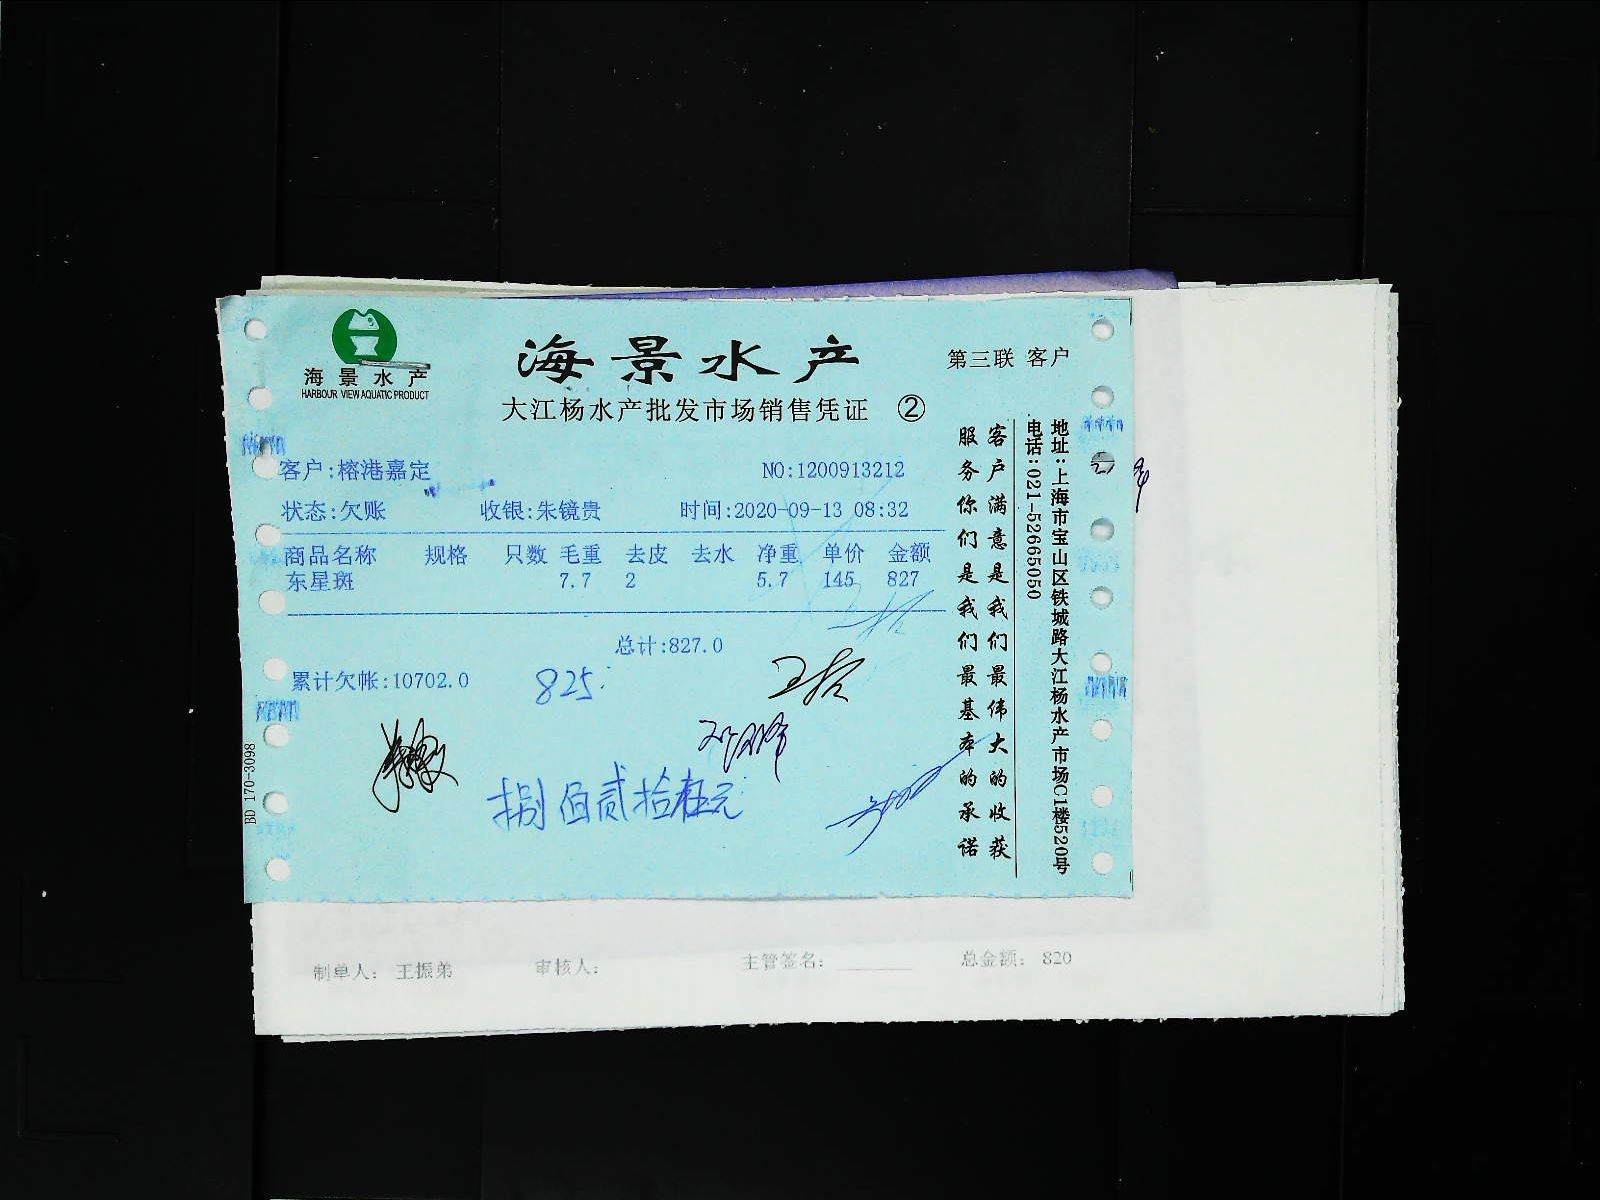 海景水产
HARBOUR VIEW AQUATIC PRODUCT
海景水产
第三联 客户
大江杨水产批发市场销售凭证 ②
客户:榕港嘉定 NO:1200913212
状态:欠账 收银:朱镜贵 时间:2020-09-13 08:32
商品名称 规格 只数 毛重 去皮 去水 净重 单价 金额
东星斑 7.7 2 5.7 145 827
总计:827.0
累计欠帐:10702.0
825.
捌佰贰拾伍元
客户满意是我们最伟大的收获
服务你们是我们最基本的承诺
地址:上海市宝山区铁城路大江杨水产市场C1楼520号
电话:021-52665050
BD 170-3098
制单人: 王振弟 审核人: 主管签名: 总金额: 820